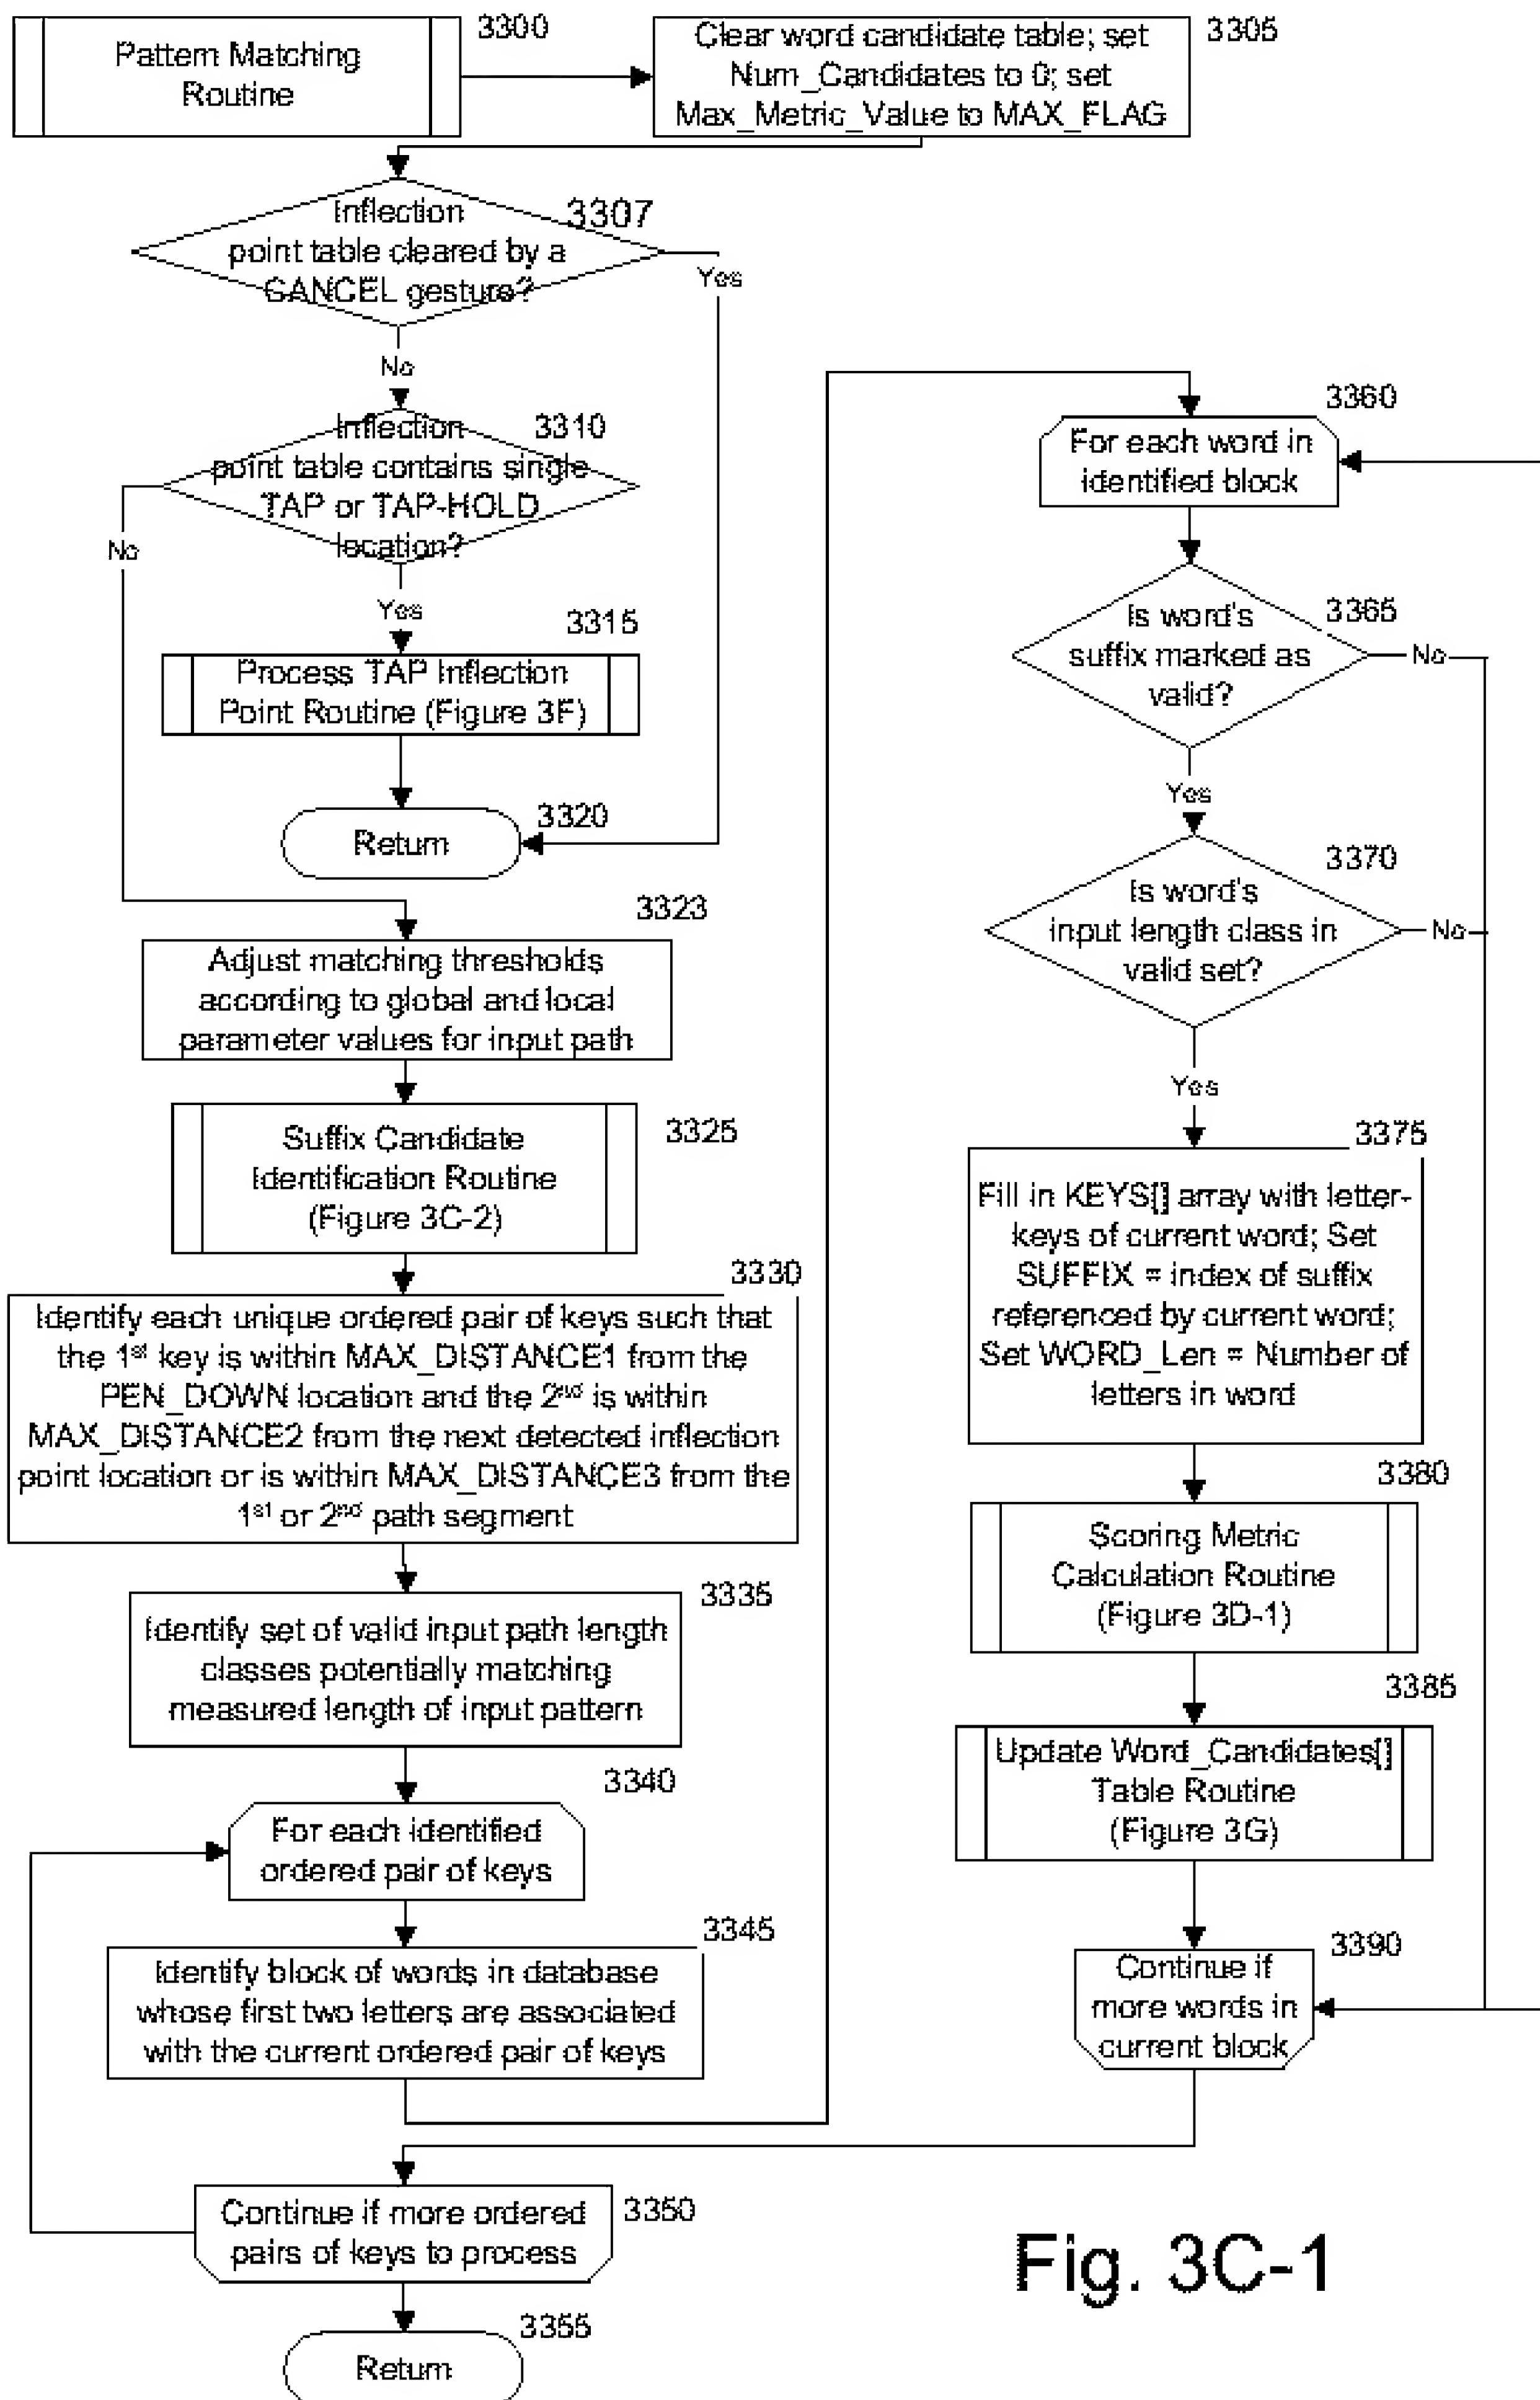 Pattern Matching
Routine
3300
Clear word candidate table; set
Num_Candidates to 0; set
Max_Metric_Value to MAX_FLAG
3305
Inflection
point table cleared by a
CANCEL gesture?
3307
Yes
No
Inflection
point table contains single
TAP or TAP-HOLD
location?
3310
No
Yes
3315
Process TAP Inflection
Point Routine (Figure 3F)
3320
Return
3323
Adjust matching thresholds
according to global and local
parameter values for input path
3325
Suffix Candidate
Identification Routine
(Figure 3C-2)
3330
Identify each unique ordered pair of keys such that
the 1st key is within MAX_DISTANCE1 from the
PEN_DOWN location and the 2nd is within
MAX_DISTANCE2 from the next detected inflection
point location or is within MAX_DISTANCE3 from the
1st or 2nd path segment
3335
Identify set of valid input path length
classes potentially matching
measured length of input pattern
3340
For each identified
ordered pair of keys
3345
Identify block of words in database
whose first two letters are associated
with the current ordered pair of keys
3350
Continue if more ordered
pairs of keys to process
3355
Return
3360
For each word in
identified block
3365
Is word's
suffix marked as
valid?
No
Yes
3370
Is word's
input length class in
valid set?
No
Yes
3375
Fill in KEYS[] array with letter-
keys of current word; Set
SUFFIX = index of suffix
referenced by current word;
Set WORD_Len = Number of
letters in word
3380
Scoring Metric
Calculation Routine
(Figure 3D-1)
3385
Update Word_Candidates[]
Table Routine
(Figure 3G)
3390
Continue if
more words in
current block
Fig. 3C-1